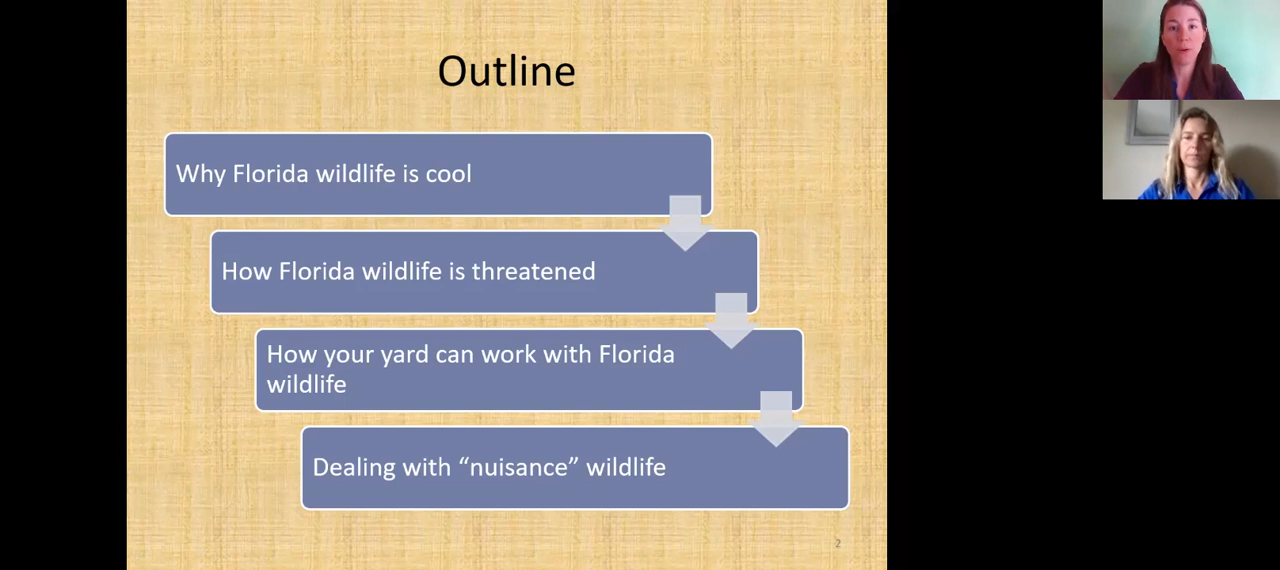 Outline
Why Florida wildlife is cool
How Florida wildlife is threatened
How your yard can work with Florida
wildlife
Dealing with “nuisance” wildlife
2